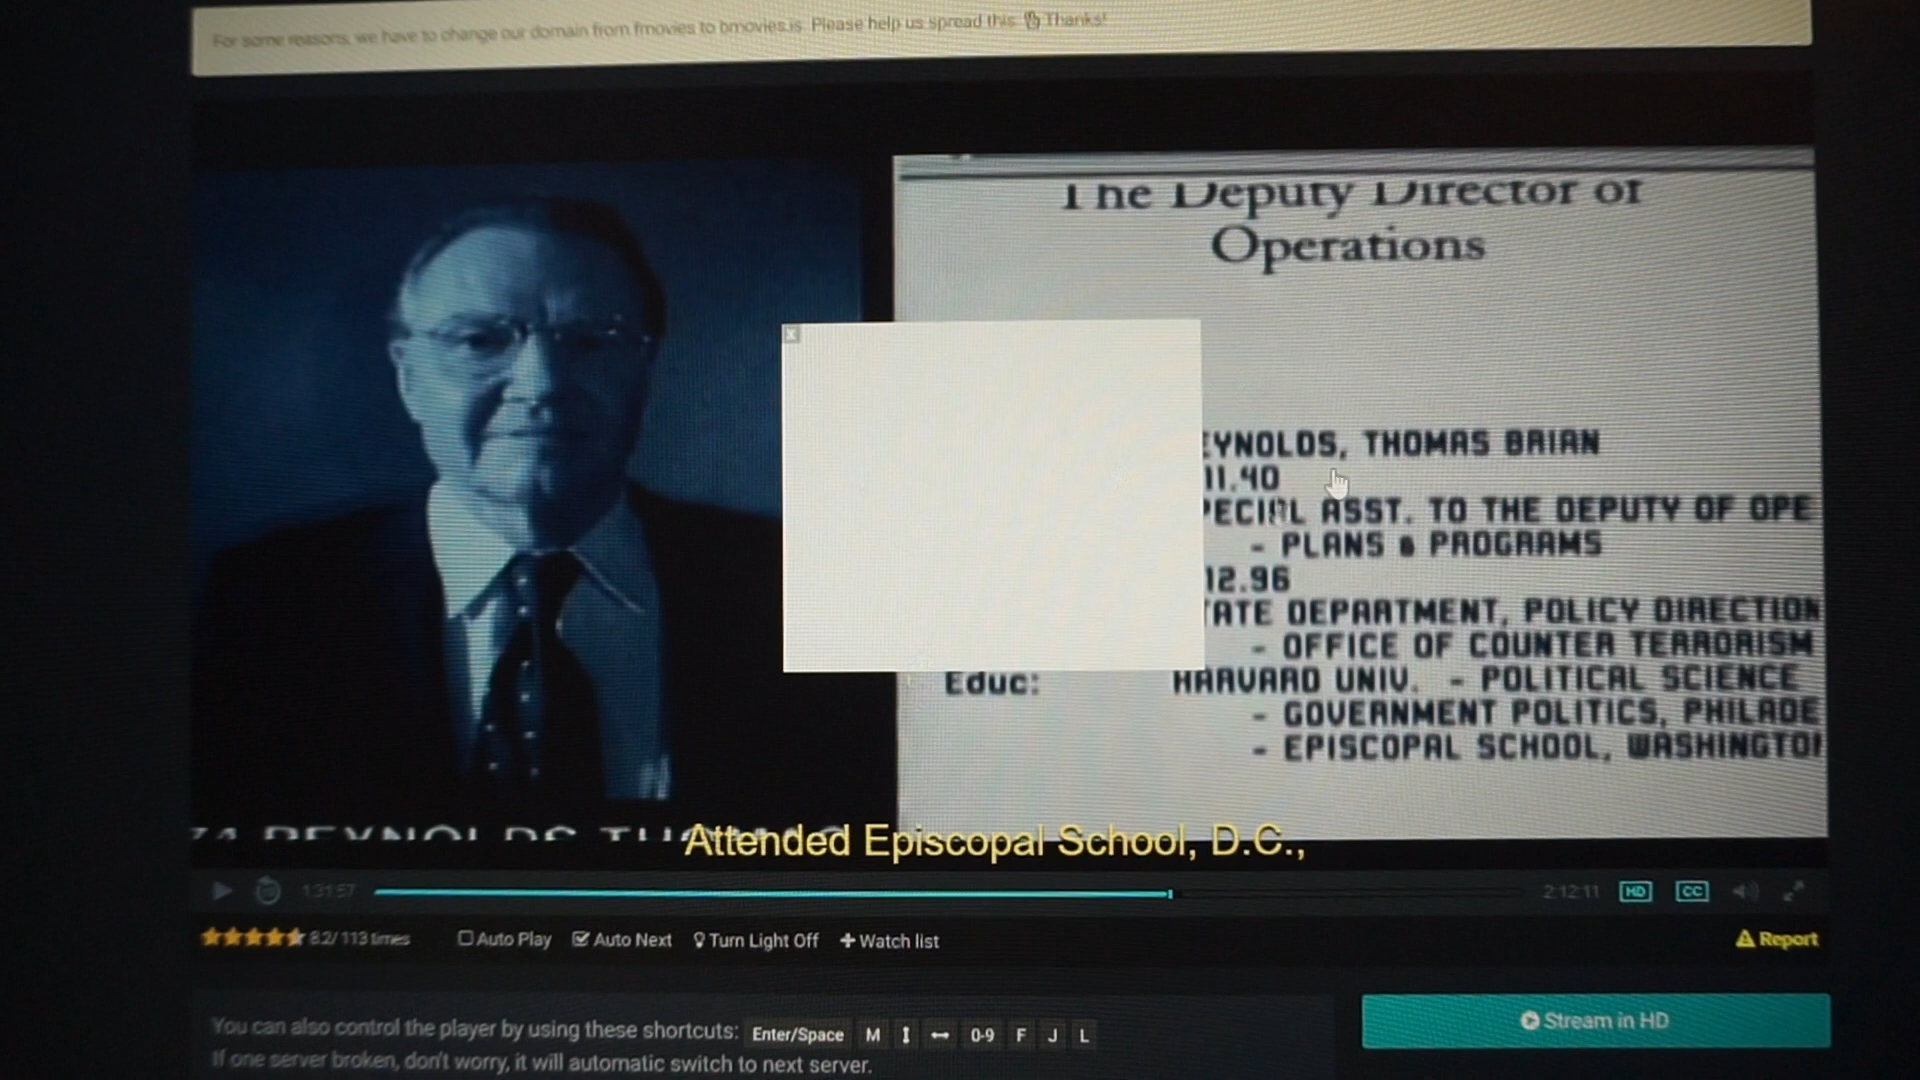 For some reasons, we have to change our domain from fmovies to bmovies.is. Please help us spread this. Thanks!
The Deputy Director of
Operations
EYNOLDS, THOMAS BRIAN
11.40
PECIAL ASST. TO THE DEPUTY OF OPE
- PLANS & PROGRAMS
12.96
TATE DEPARTMENT, POLICY DIRECTION
- OFFICE OF COUNTER TERRORISM
Educ: HARVARD UNIV. - POLITICAL SCIENCE
- GOVERNMENT POLITICS, PHILADE
- EPISCOPAL SCHOOL, WASHINGTON
74 REYNOLDS
Attended Episcopal School, D.C.,
1:31:57 2:12:11 HD CC
8.2/ 113 times Auto Play Auto Next Turn Light Off Watch list Report
You can also control the player by using these shortcuts: Enter/Space M ↕ ↔ 0-9 F J L
Stream in HD
If one server broken, don't worry, it will automatic switch to next server.